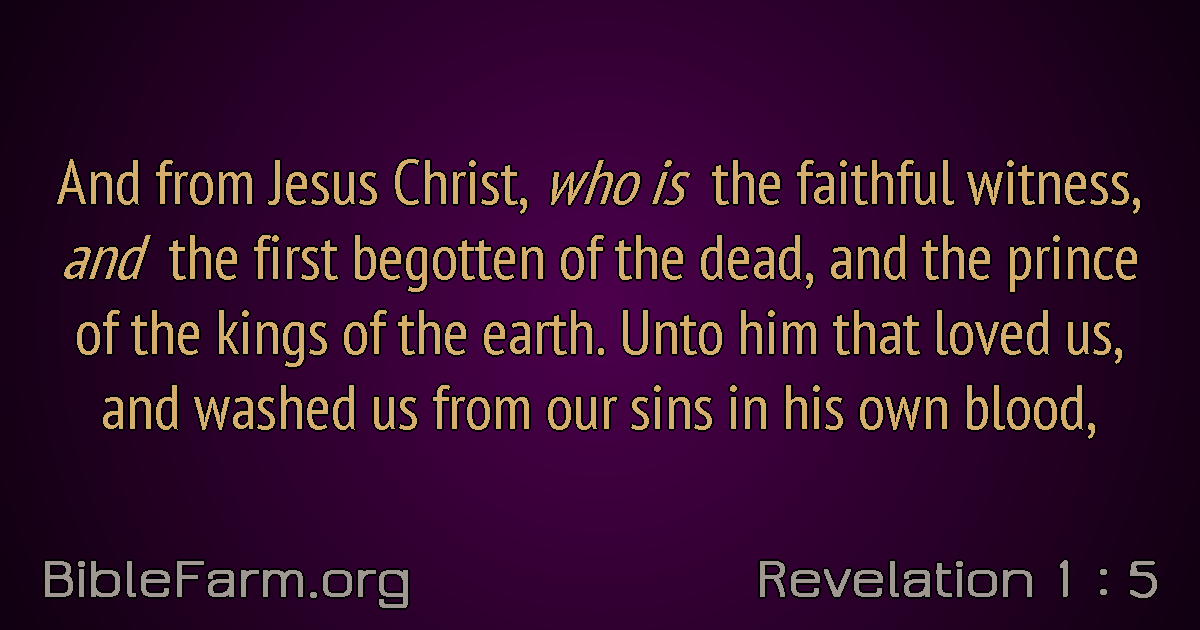 And from Jesus Christ, who is the faithful witness,
and the first begotten of the dead, and the prince
of the kings of the earth. Unto him that loved us,
and washed us from our sins in his own blood,
BibleFarm.org
Revelation 1 : 5